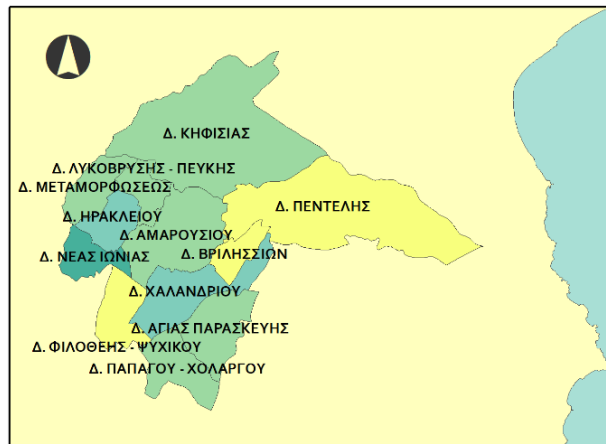 Δ. ΚΗΦΙΣΙΑΣ
Δ. ΛΥΚΟΒΡΥΣΗΣ - ΠΕΥΚΗΣ
Δ. ΜΕΤΑΜΟΡΦΩΣΕΩΣ
Δ. ΠΕΝΤΕΛΗΣ
Δ. ΗΡΑΚΛΕΙΟΥ
Δ. ΑΜΑΡΟΥΣΙΟΥ
Δ. ΒΡΙΛΗΣΣΙΩΝ
Δ. ΝΕΑΣ ΙΩΝΙΑΣ
Δ. ΧΑΛΑΝΔΡΙΟΥ
Δ. ΑΓΙΑΣ ΠΑΡΑΣΚΕΥΗΣ
Δ. ΦΙΛΟΘΕΗΣ - ΨΥΧΙΚΟΥ
Δ. ΠΑΠΑΓΟΥ - ΧΟΛΑΡΓΟΥ